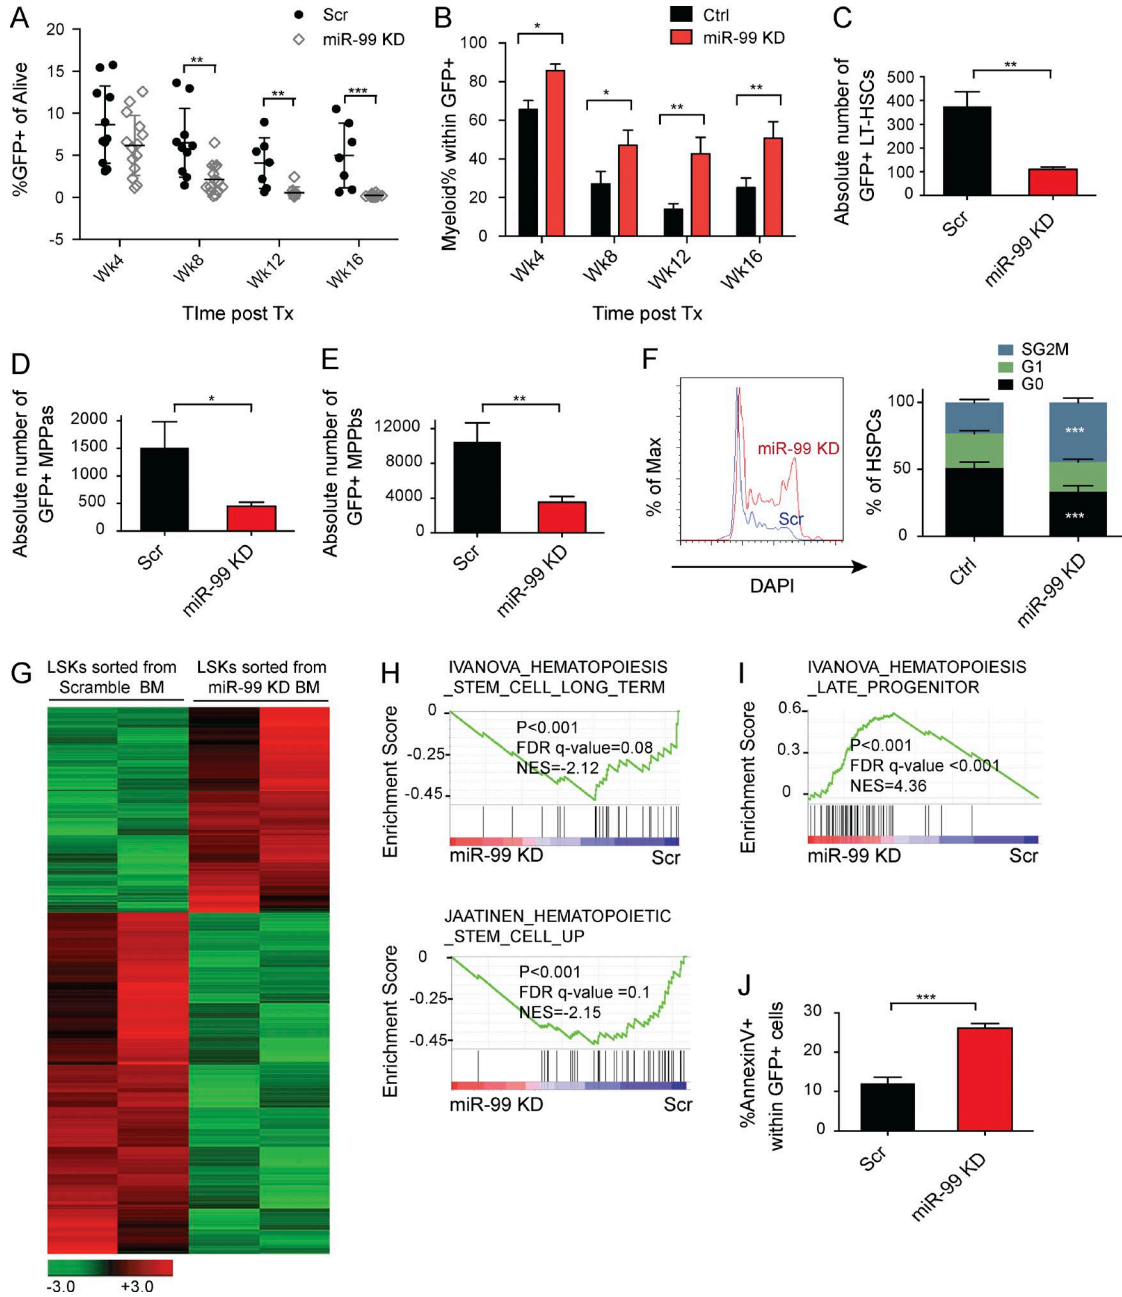 A
Scr
miR-99 KD
%GFP+ of Alive
20
15
10
5
0
-5
**
**
***
Wk4
Wk8
Wk12
Wk16
TIme post Tx
B
Ctrl
miR-99 KD
Myeloid% within GFP+
100
80
60
40
20
0
*
*
**
**
Wk4
Wk8
Wk12
Wk16
Time post Tx
C
Absolute number of
GFP+ LT-HSCs
500
400
300
200
100
0
**
Scr
miR-99 KD
D
Absolute number of
GFP+ MPPas
2000
1500
1000
500
0
*
Scr
miR-99 KD
E
Absolute number of
GFP+ MPPbs
12000
8000
4000
0
**
Scr
miR-99 KD
F
% of Max
miR-99 KD
Scr
DAPI
SG2M
G1
G0
% of HSPCs
100
50
0
***
***
Ctrl
miR-99 KD
G
LSKs sorted from
Scramble BM
LSKs sorted from
miR-99 KD BM
-3.0
+3.0
H
IVANOVA_HEMATOPOIESIS
_STEM_CELL_LONG_TERM
Enrichment Score
0
-0.25
-0.45
P<0.001
FDR q-value=0.08
NES=-2.12
miR-99 KD
Scr
JAATINEN_HEMATOPOIETIC
_STEM_CELL_UP
Enrichment Score
0
-0.25
-0.45
P<0.001
FDR q-value =0.1
NES=-2.15
miR-99 KD
Scr
I
IVANOVA_HEMATOPOIESIS
_LATE_PROGENITOR
Enrichment Score
0.6
0.3
0
P<0.001
FDR q-value <0.001
NES=4.36
miR-99 KD
Scr
J
%AnnexinV+
within GFP+ cells
30
20
10
0
***
Scr
miR-99 KD